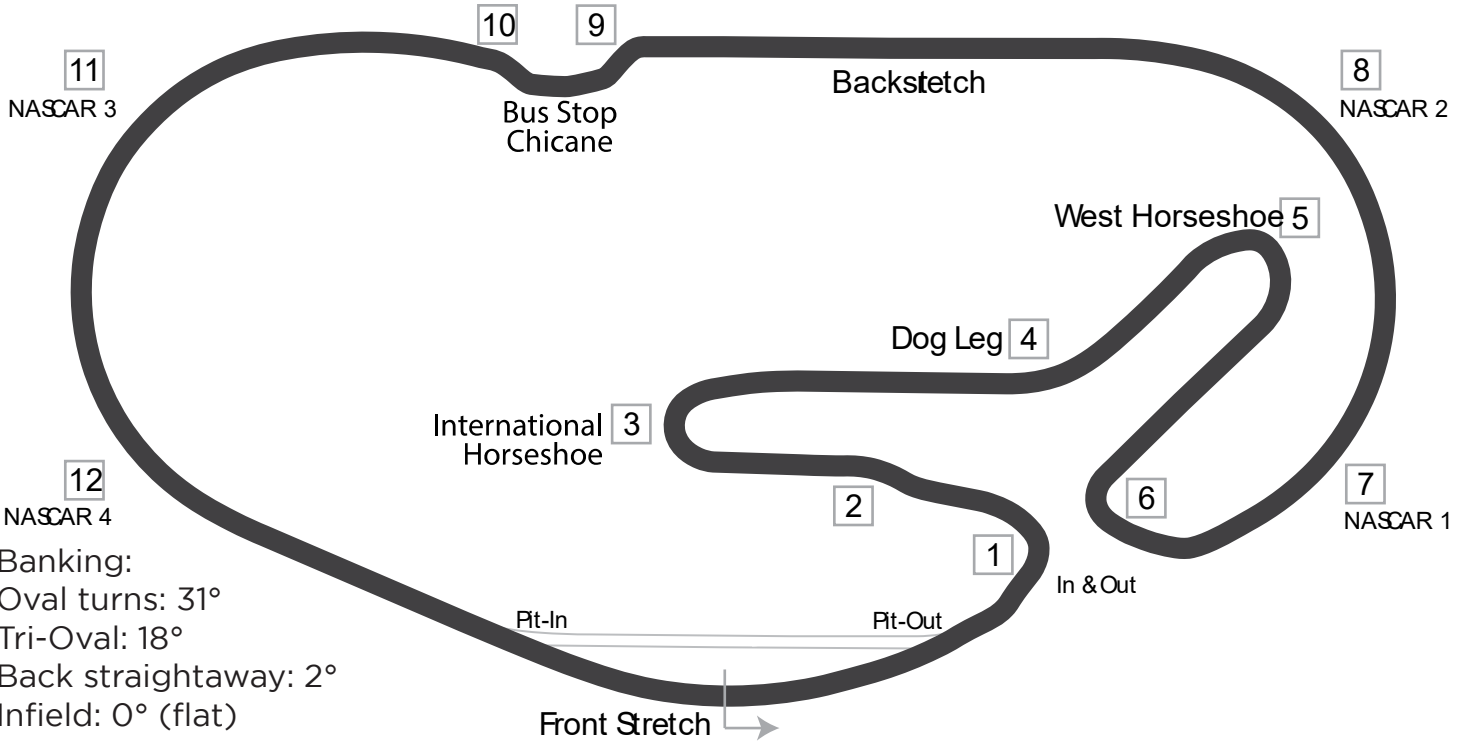 10
9
11
NASCAR 3
Bus Stop
Chicane
Backstetch
8
NASCAR 2
West Horseshoe 5
Dog Leg 4
International
Horseshoe
3
12
NASCAR 4
2
6
7
NASCAR 1
1
In & Out
Banking:
Oval turns: 31°
Tri-Oval: 18°
Back straightaway: 2°
Infield: 0° (flat)
Pit-In
Pit-Out
Front Stretch